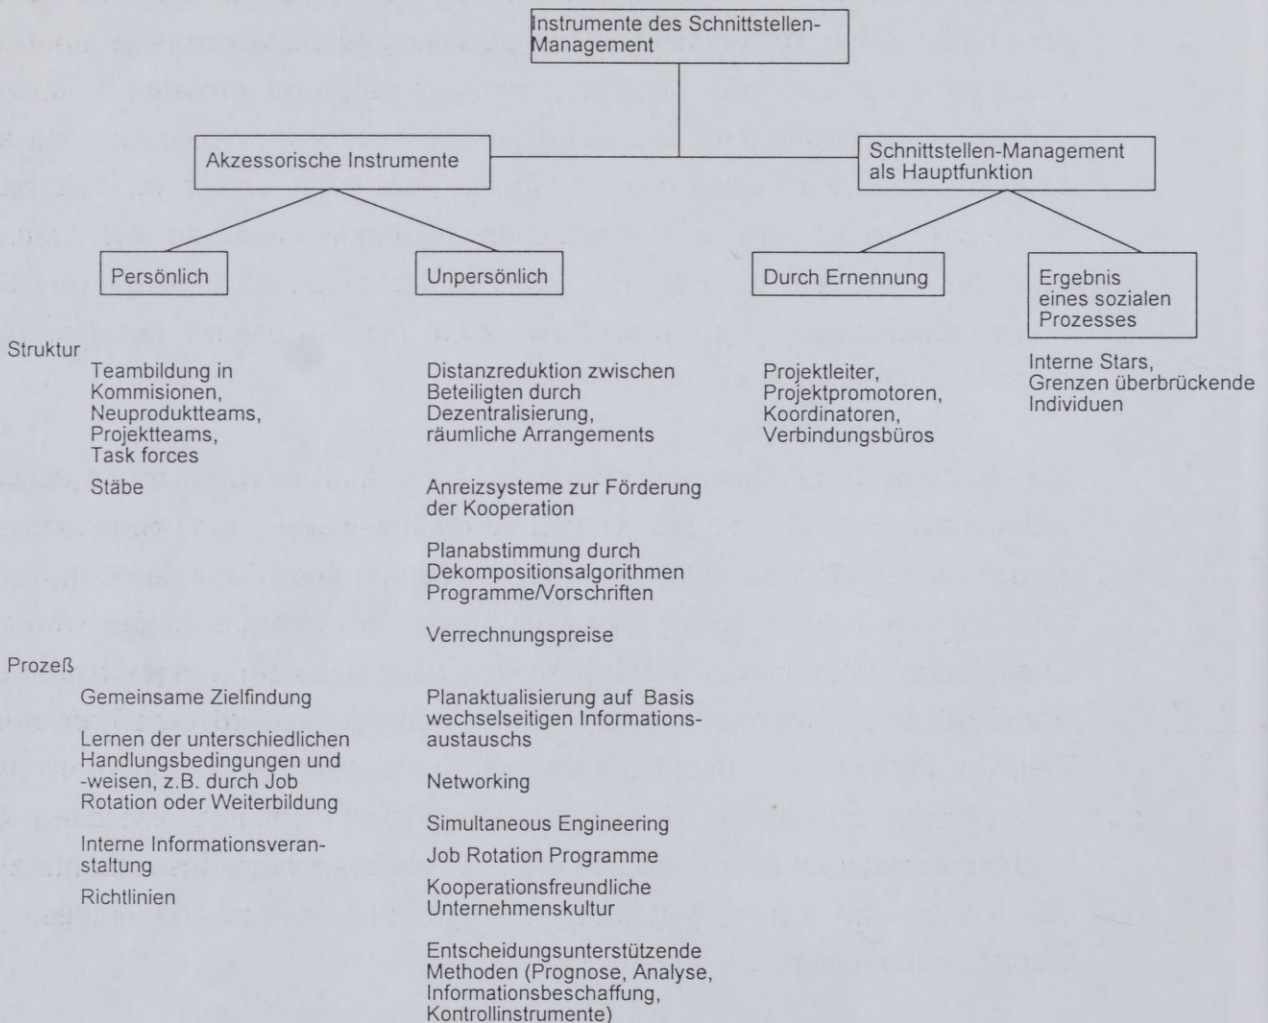 Instrumente des Schnittstellen-
Management
Akzessorische Instrumente
Schnittstellen-Management
als Hauptfunktion
Persönlich
Unpersönlich
Durch Ernennung
Ergebnis
eines sozialen
Prozesses
Struktur
Teambildung in
Kommisionen,
Neuproduktteams,
Projektteams,
Task forces
Stäbe
Distanzreduktion zwischen
Beteiligten durch
Dezentralisierung,
räumliche Arrangements
Anreizsysteme zur Förderung
der Kooperation
Planabstimmung durch
Dekompositionsalgorithmen
Programme/Vorschriften
Verrechnungspreise
Projektleiter,
Projektpromotoren,
Koordinatoren,
Verbindungsbüros
Interne Stars,
Grenzen überbrückende
Individuen
Prozeß
Gemeinsame Zielfindung
Lernen der unterschiedlichen
Handlungsbedingungen und
-weisen, z.B. durch Job
Rotation oder Weiterbildung
Interne Informationsveran-
staltung
Richtlinien
Planaktualisierung auf Basis
wechselseitigen Informations-
austauschs
Networking
Simultaneous Engineering
Job Rotation Programme
Kooperationsfreundliche
Unternehmenskultur
Entscheidungsunterstützende
Methoden (Prognose, Analyse,
Informationsbeschaffung,
Kontrollinstrumente)